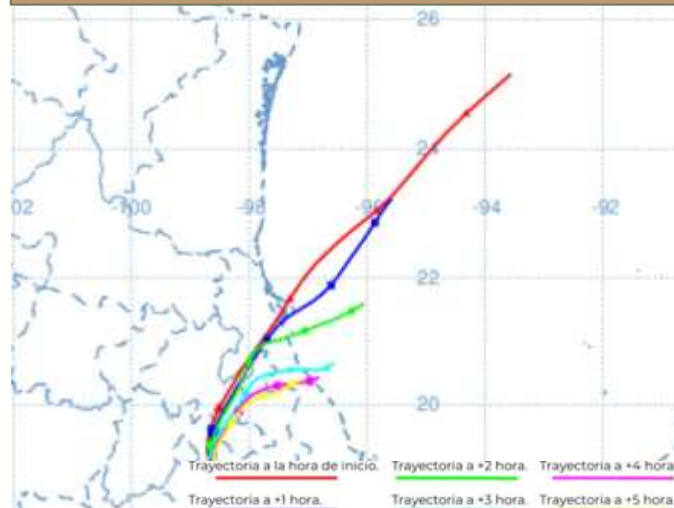 26
24
02 -100 -98 -96 -94 -92
22
20
Trayectoria a la hora de inicio. Trayectoria a +2 hora. Trayectoria a +4 hora
Trayectoria a +1 hora. Trayectoria a +3 hora. Trayectoria a +5 hora